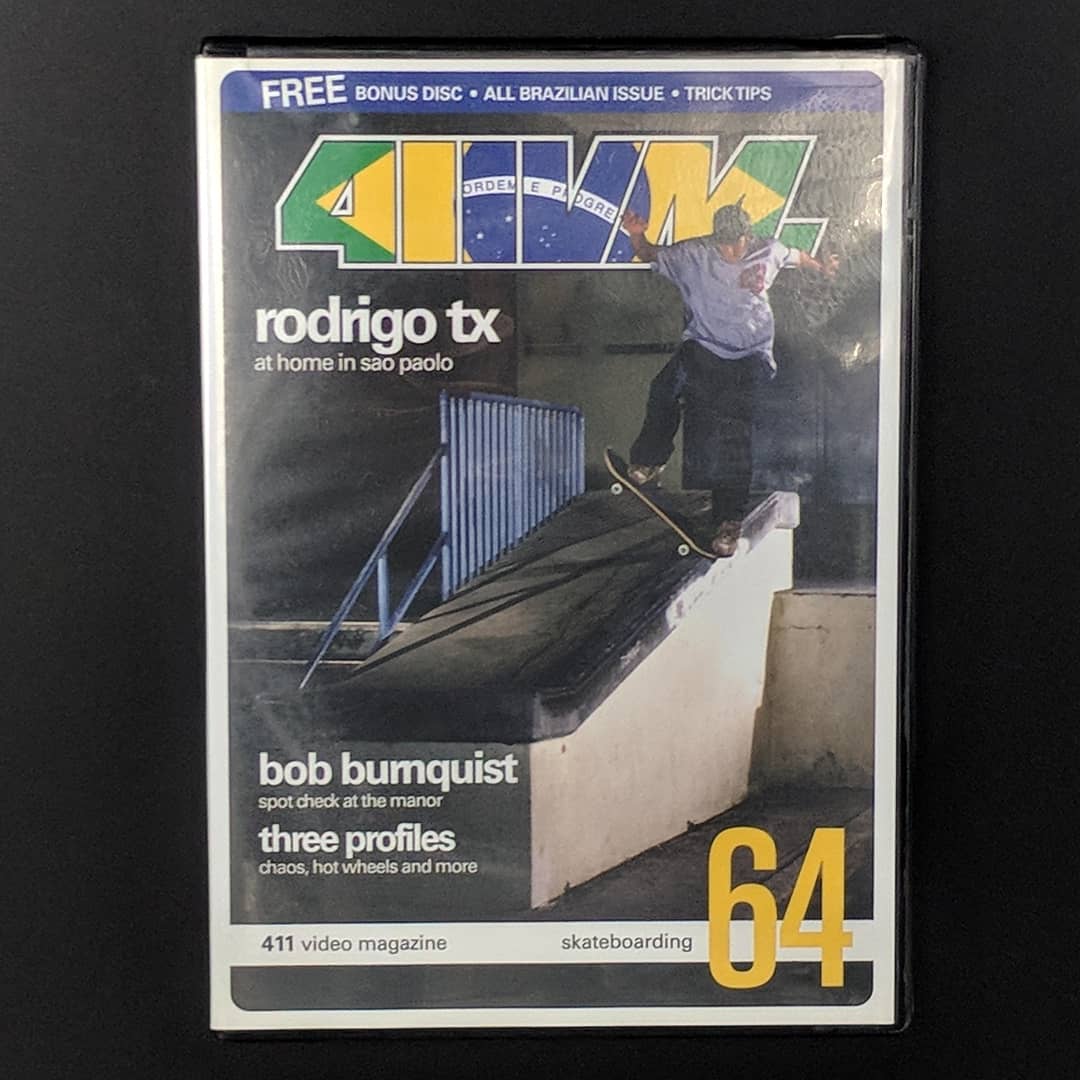 FREE BONUS DISC • ALL BRAZILIAN ISSUE • TRICK TIPS
411VM.
ORDEM E PROGRE
rodrigo tx
at home in sao paolo
bob burnquist
spot check at the manor
three profiles
chaos, hot wheels and more
64
411 video magazine
skateboarding